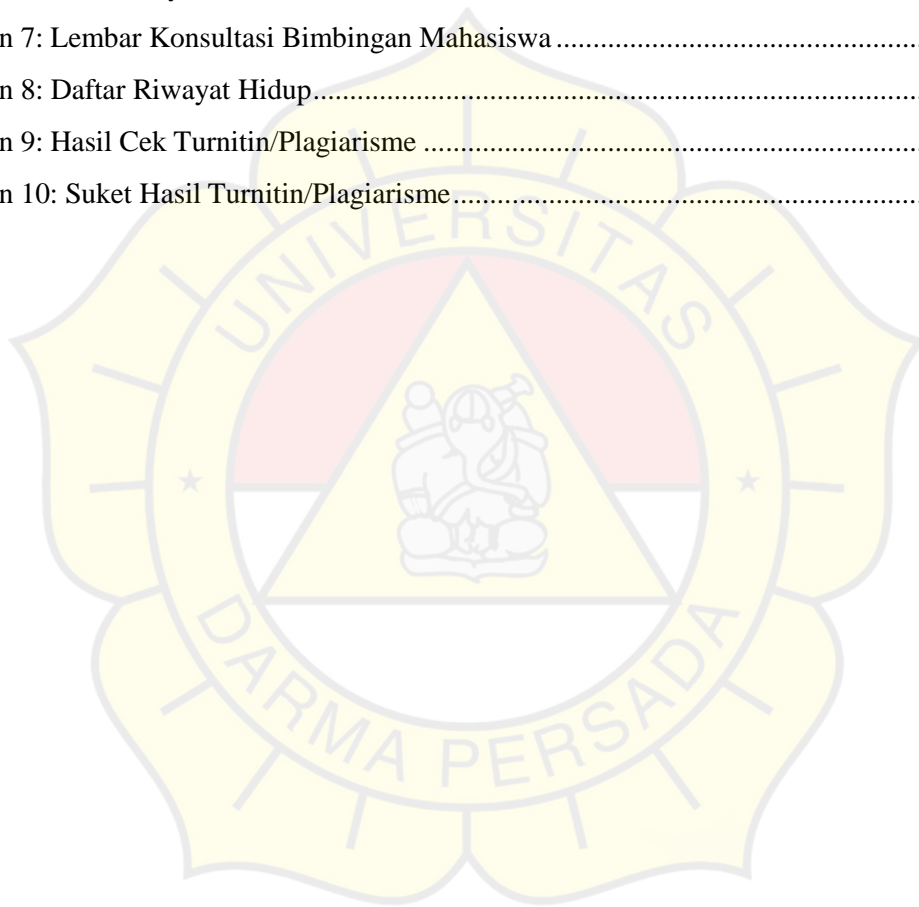 n 7: Lembar Konsultasi Bimbingan Mahasiswa ..........................................................
n 8: Daftar Riwayat Hidup..........................................................................................
n 9: Hasil Cek Turnitin/Plagiarisme ............................................................................
n 10: Suket Hasil Turnitin/Plagiarisme........................................................................
UNIVERSITAS
DARMA PERSADA